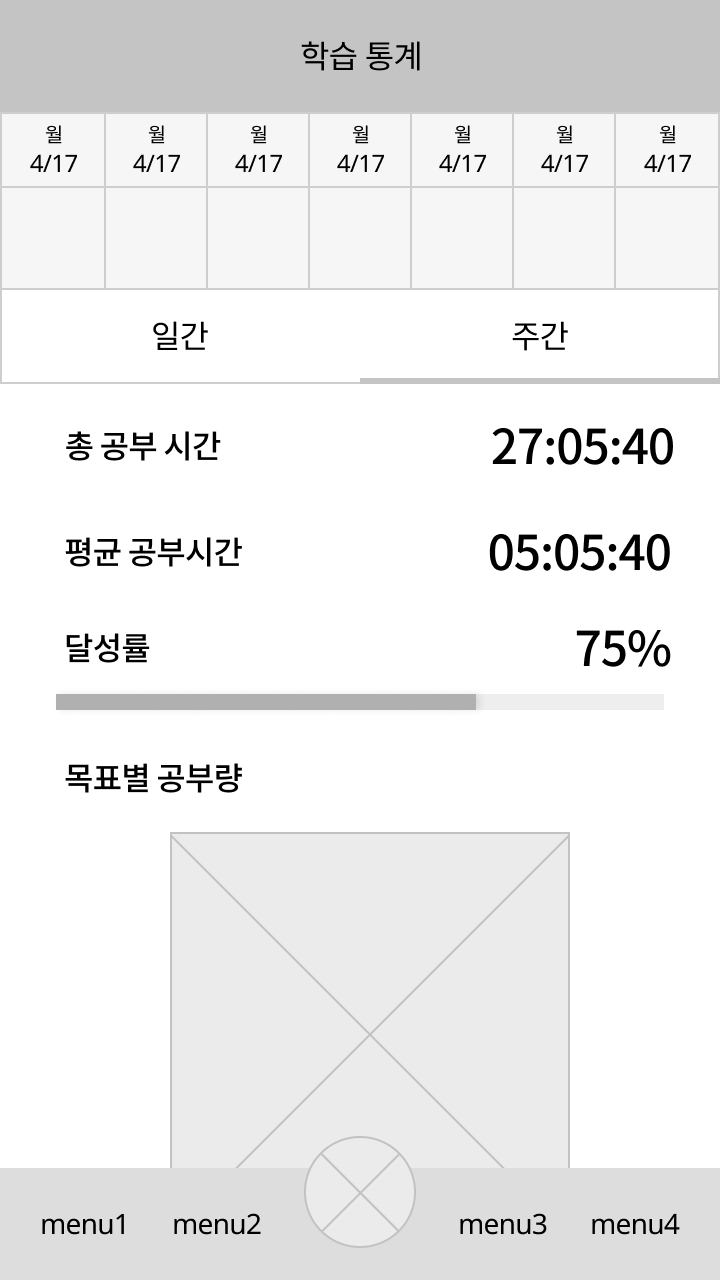 학습 통계
월 월 월 월 월 월 월
4/17 4/17 4/17 4/17 4/17 4/17 4/17
일간 주간
총 공부 시간 27:05:40
평균 공부시간 05:05:40
달성률 75%
목표별 공부량
menu1 menu2 menu3 menu4